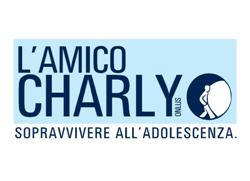 L'AMICO
CHARLY
ONLUS
SOPRAVVIVERE ALL'ADOLESCENZA.